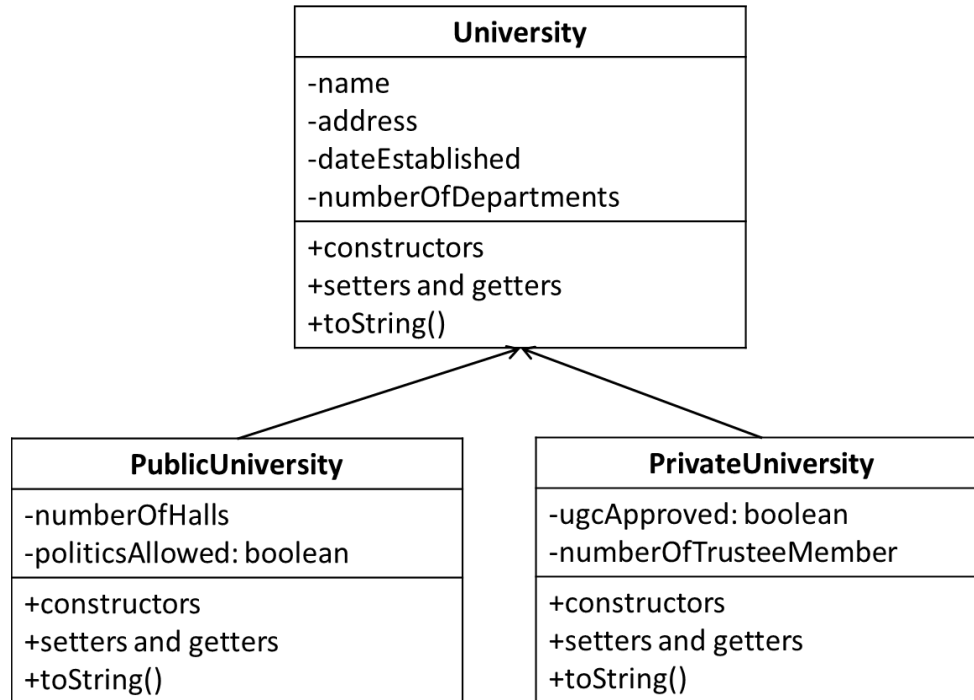 University
-name
-address
-dateEstablished
-numberOfDepartments
+constructors
+setters and getters
+toString()
PublicUniversity
-numberOfHalls
-politicsAllowed: boolean
+constructors
+setters and getters
+toString()
PrivateUniversity
-ugcApproved: boolean
-numberOfTrusteeMember
+constructors
+setters and getters
+toString()